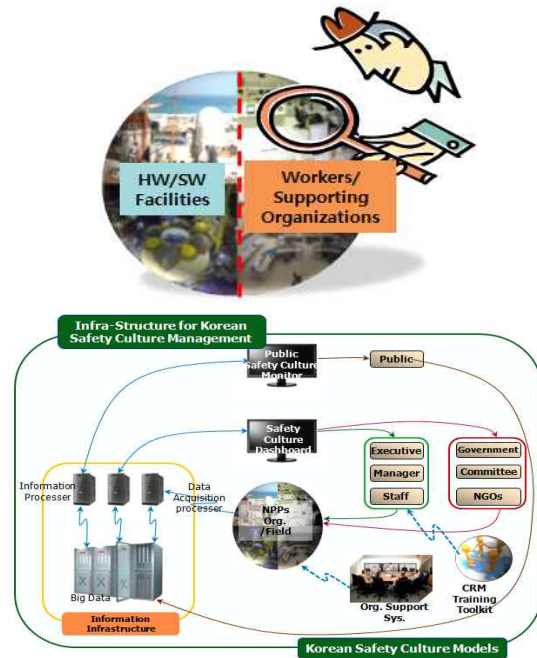 HW/SW
Facilities
Workers/
Supporting
Organizations
Infra-Structure for Korean
Safety Culture Management
Public
Safety Culture
Monitor
Public
Safety
Culture
Dashboard
Executive
Manager
Staff
Government
Committee
NGOs
Information
Processer
Data
Acquisition
processer
NPPs
Org.
/Field
Big Data
Information
Infrastructure
Org. Support
Sys.
CRM
Training
Toolkit
Korean Safety Culture Models